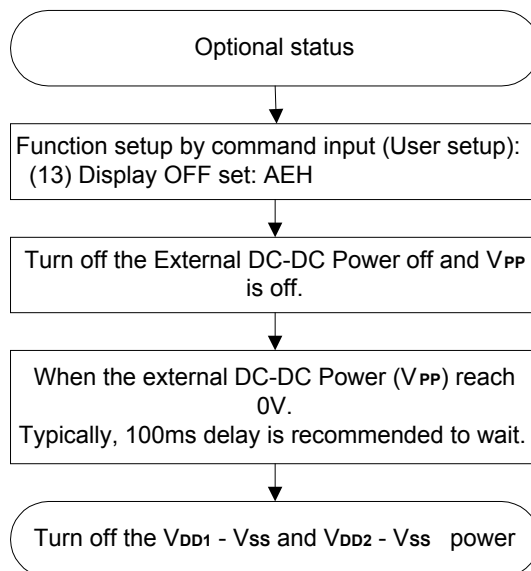 Optional status
Function setup by command input (User setup):
(13) Display OFF set: AEH
Turn off the External DC-DC Power off and VPP
is off.
When the external DC-DC Power (VPP) reach
0V.
Typically, 100ms delay is recommended to wait.
Turn off the VDD1 - VSS and VDD2 - VSS power